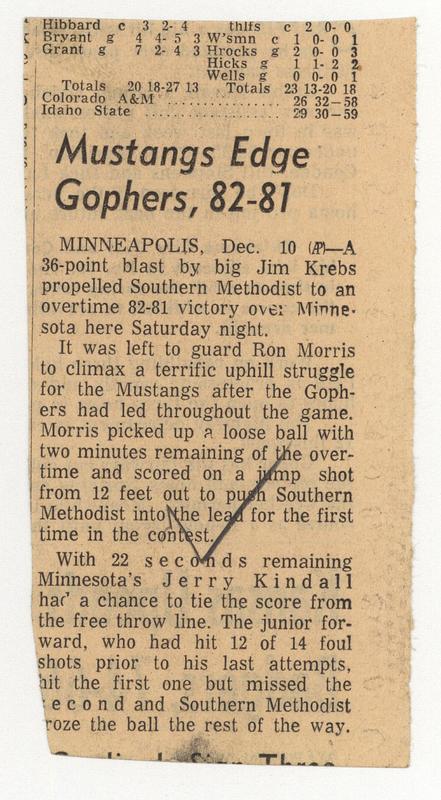 Hibbard c 3 2- 4 thlfs c 2 0- 0
Bryant g 4 4- 5 3 W'smn c 1 0- 0 1
Grant g 7 2- 4 3 Hrocks g 2 0- 0 3
Hicks g 1 1- 2 2
Wells g 0 0- 0 1
Totals 20 18-27 13 Totals 23 13-20 18
Colorado A&M .................. 26 32—58
Idaho State ..................... 29 30—59
Mustangs Edge
Gophers, 82-81
MINNEAPOLIS, Dec. 10 (AP)—A
36-point blast by big Jim Krebs
propelled Southern Methodist to an
overtime 82-81 victory over Minne-
sota here Saturday night.
It was left to guard Ron Morris
to climax a terrific uphill struggle
for the Mustangs after the Goph-
ers had led throughout the game.
Morris picked up a loose ball with
two minutes remaining of the over-
time and scored on a jump shot
from 12 feet out to push Southern
Methodist into the lead for the first
time in the contest.
With 22 seconds remaining
Minnesota's Jerry Kindall
had a chance to tie the score from
the free throw line. The junior for-
ward, who had hit 12 of 14 foul
shots prior to his last attempts,
hit the first one but missed the
econd and Southern Methodist
roze the ball the rest of the way.